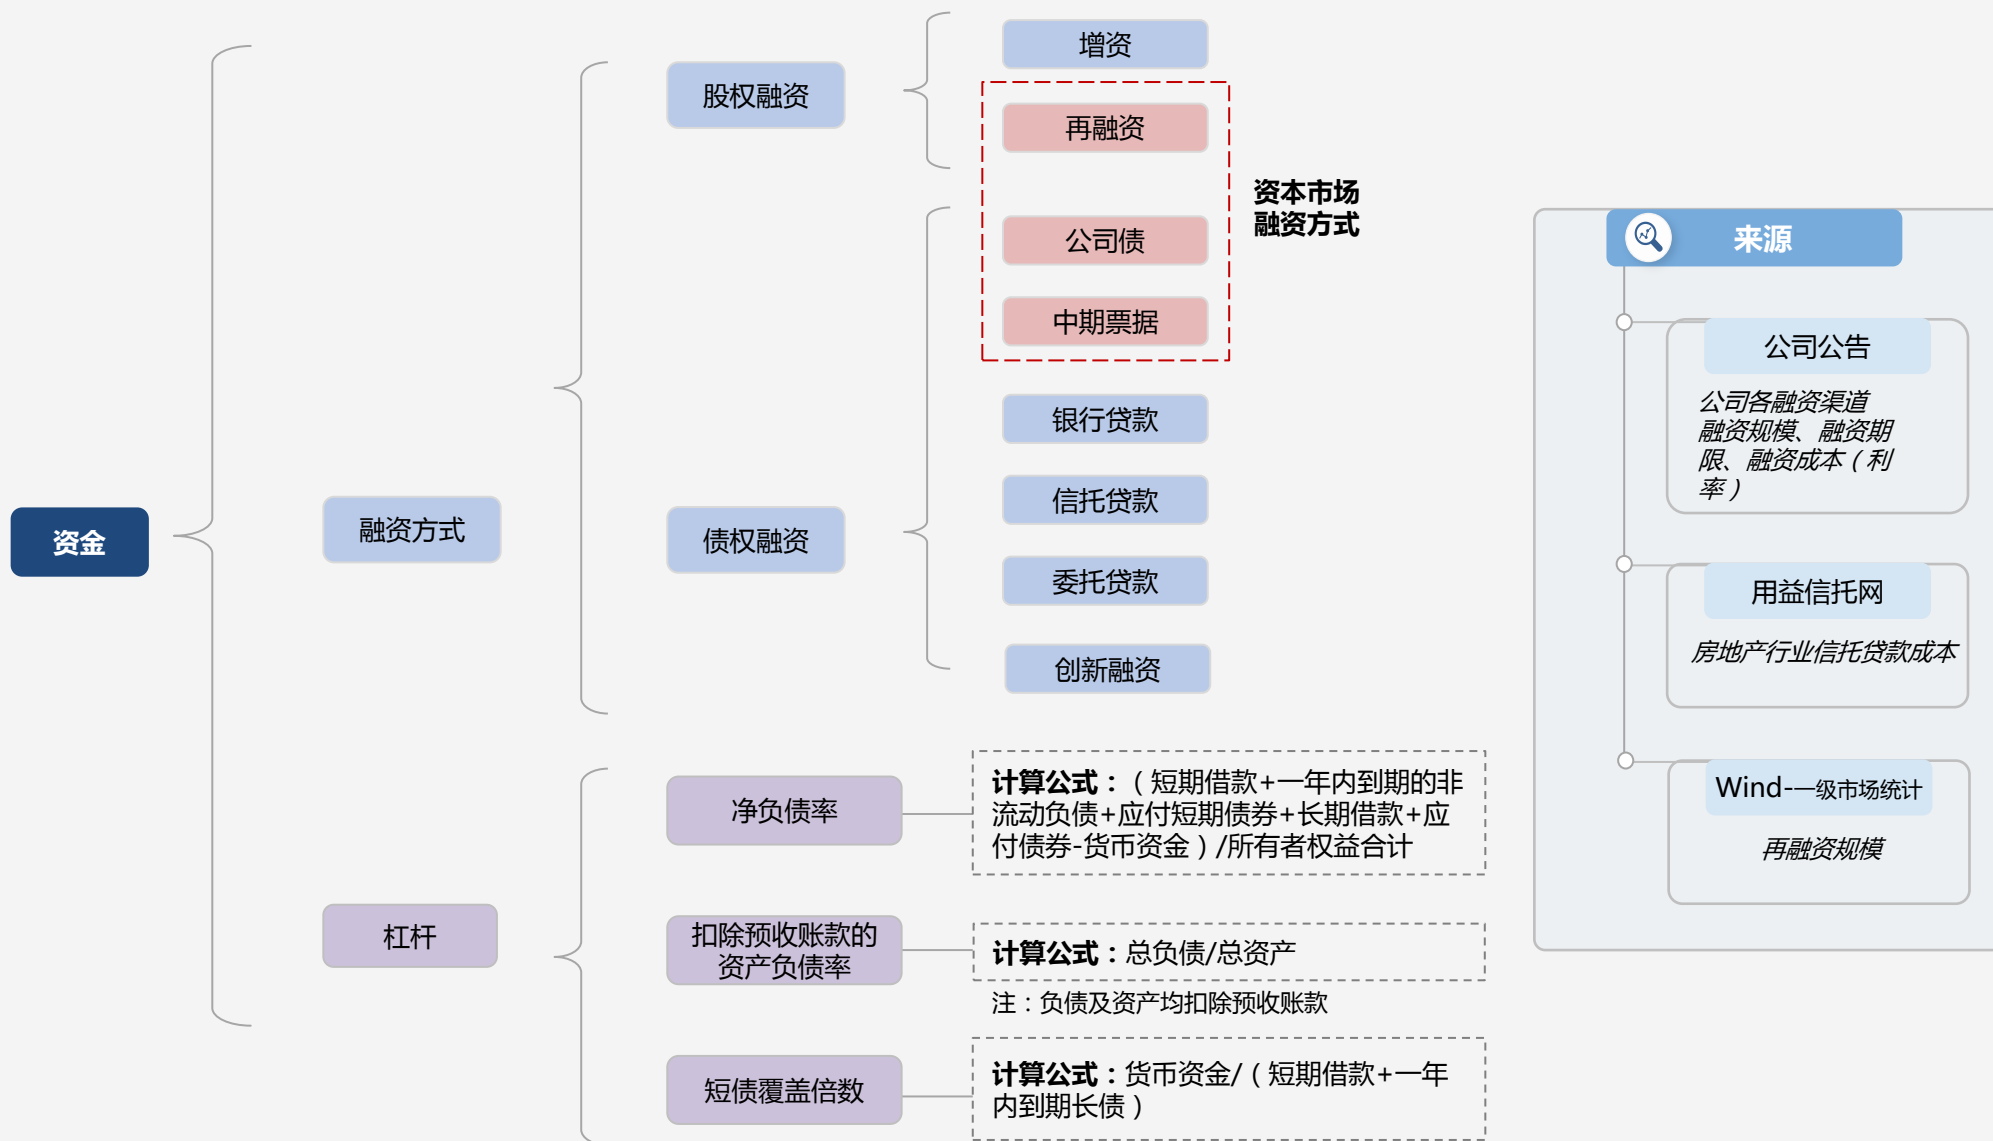 资金
融资方式
杠杆
股权融资
债权融资
增资
再融资
公司债
中期票据
资本市场
融资方式
银行贷款
信托贷款
委托贷款
创新融资
净负债率
计算公式：（短期借款+一年内到期的非
流动负债+应付短期债券+长期借款+应
付债券-货币资金）/所有者权益合计
扣除预收账款的
资产负债率
计算公式：总负债/总资产
注：负债及资产均扣除预收账款
短债覆盖倍数
计算公式：货币资金/（短期借款+一年
内到期长债）
来源
公司公告
公司各融资渠道
融资规模、融资期
限、融资成本（利
率）
用益信托网
房地产行业信托贷款成本
Wind-一级市场统计
再融资规模